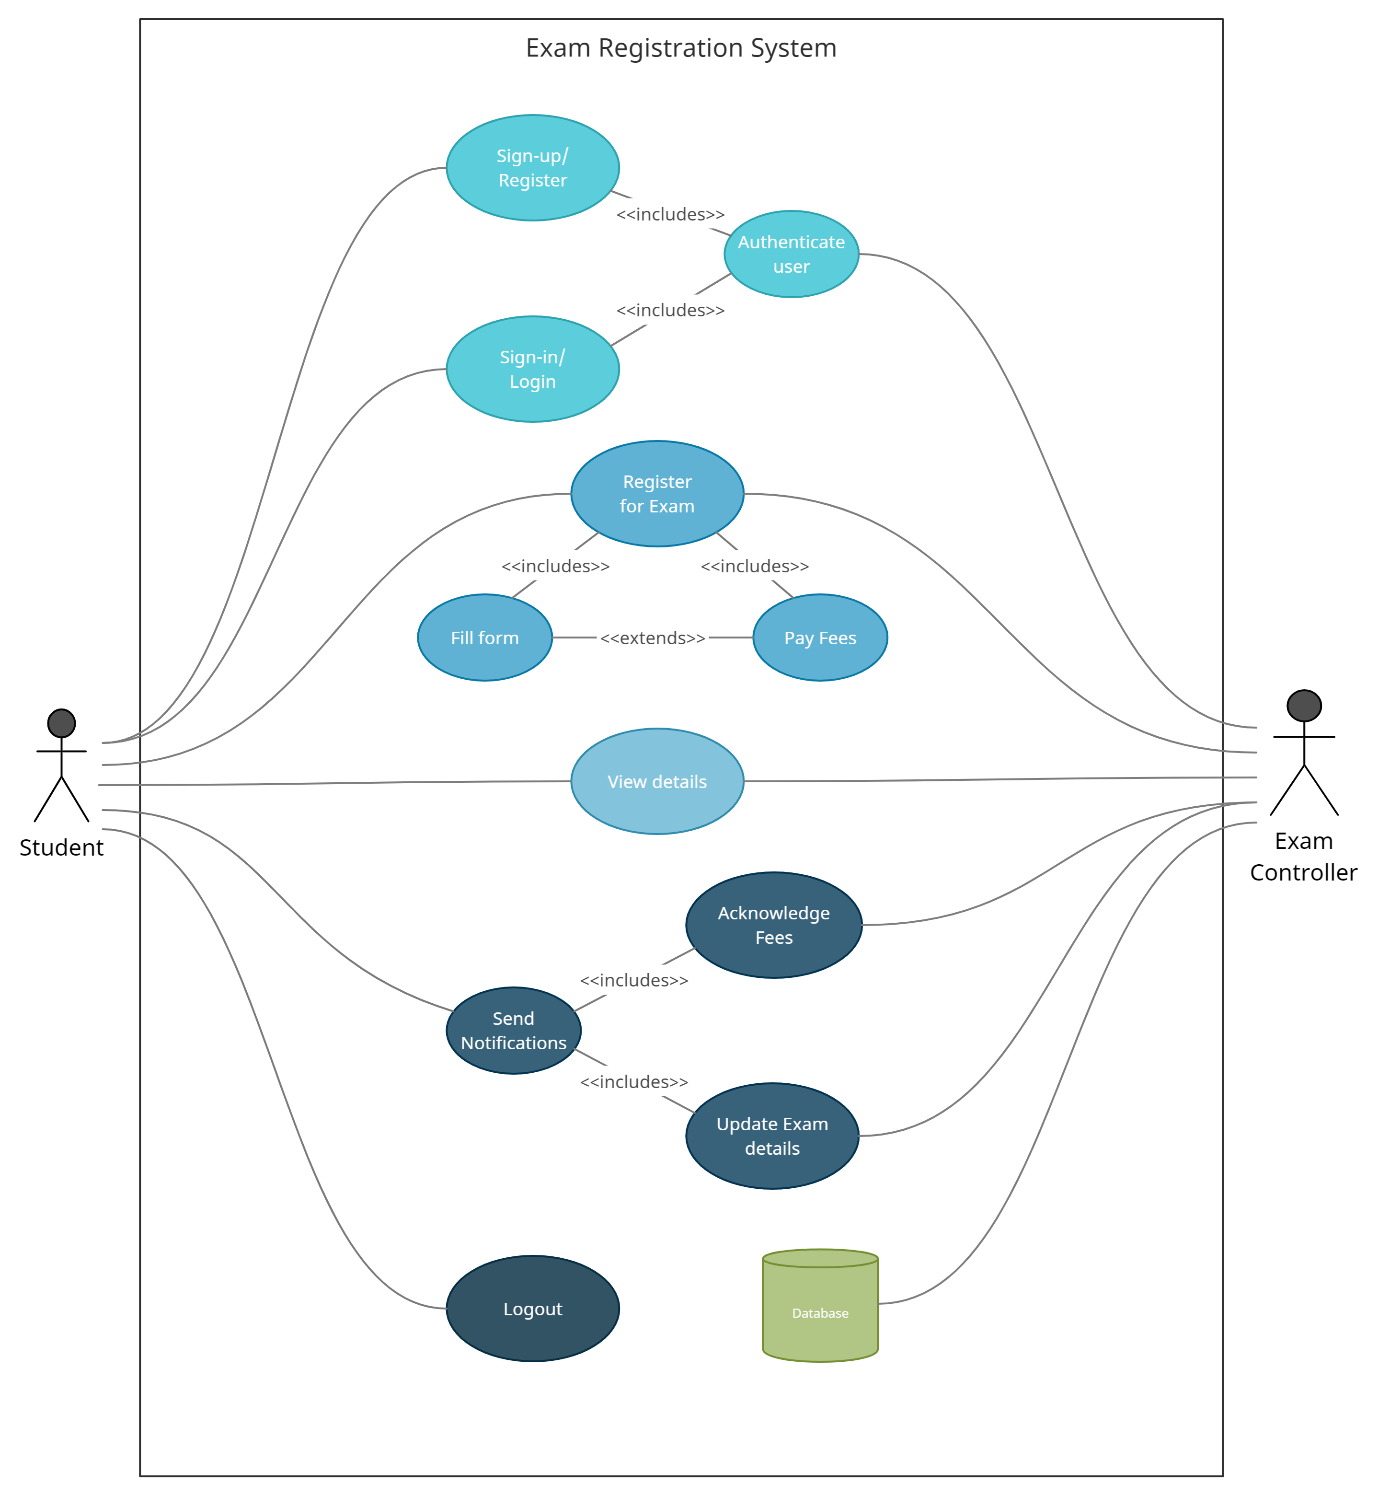 Exam Registration System
Sign-up/
Register
<<includes>>
Authenticate
user
<<includes>>
Sign-in/
Login
Register
for Exam
<<includes>>
<<includes>>
Fill form
<<extends>>
Pay Fees
View details
Student
Exam
Controller
Acknowledge
Fees
<<includes>>
Send
Notifications
<<includes>>
Update Exam
details
Logout
Database